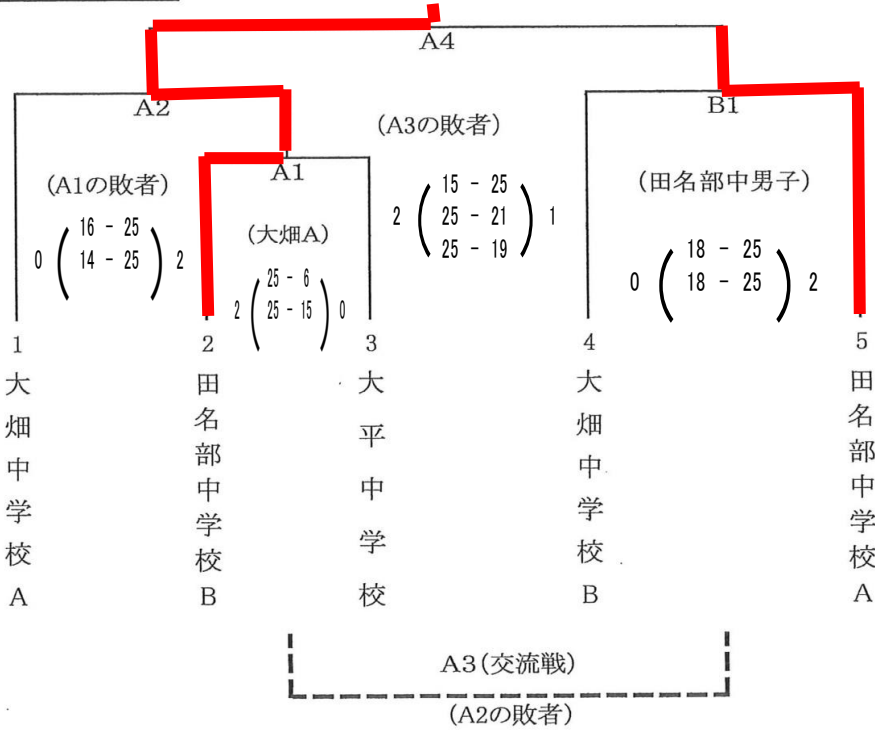 A4
A2
B1
(A3の敗者)
A1
(A1の敗者)
(田名部中男子)
2 ( 15 - 25
25 - 21
25 - 19 ) 1
0 ( 16 - 25
14 - 25 ) 2
(大畑A)
0 ( 18 - 25
18 - 25 ) 2
2 ( 25 - 6
25 - 15 ) 0
1
大畑中学校A
2
田名部中学校B
3
大平中学校
4
大畑中学校B
5
田名部中学校A
A3(交流戦)
(A2の敗者)